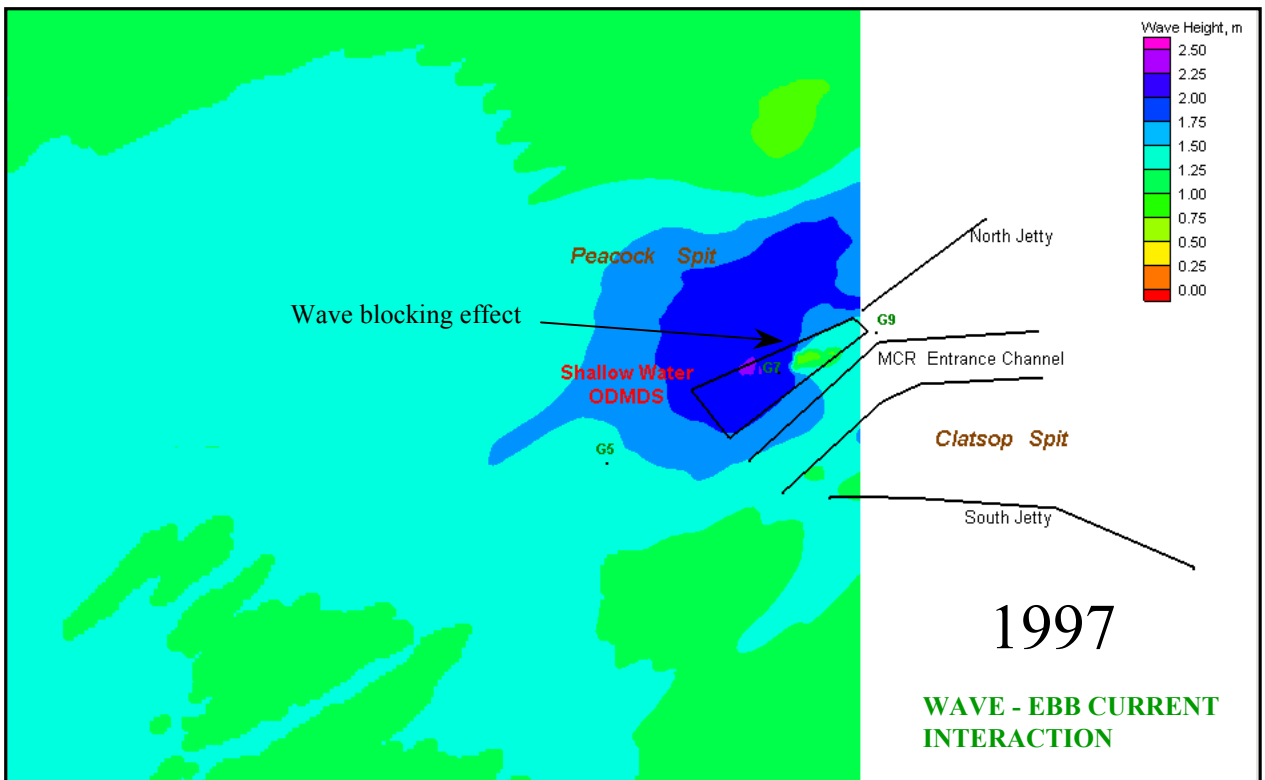 Wave Height, m
2.50
2.25
2.00
1.75
1.50
1.25
1.00
0.75
0.50
0.25
0.00
North Jetty
Peacock Spit
Wave blocking effect
G9
MCR Entrance Channel
G7
Shallow Water
ODMDS
Clatsop Spit
G5
South Jetty
1997
WAVE - EBB CURRENT
INTERACTION